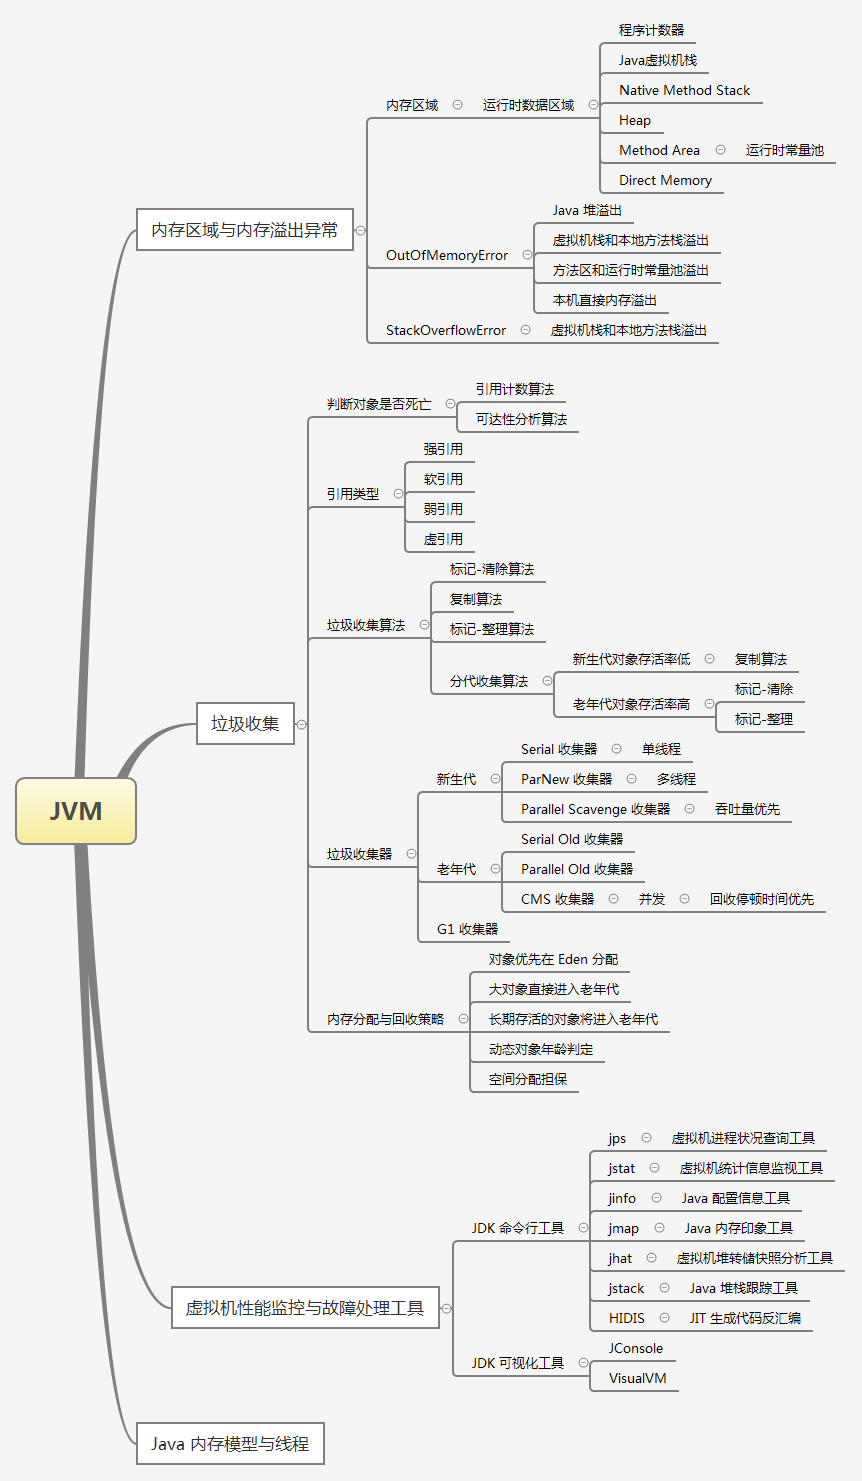 JVM
内存区域与内存溢出异常
内存区域
运行时数据区域
程序计数器
Java虚拟机栈
Native Method Stack
Heap
Method Area
运行时常量池
Direct Memory
OutOfMemoryError
Java 堆溢出
虚拟机栈和本地方法栈溢出
方法区和运行时常量池溢出
本机直接内存溢出
StackOverflowError
虚拟机栈和本地方法栈溢出
垃圾收集
判断对象是否死亡
引用计数算法
可达性分析算法
引用类型
强引用
软引用
弱引用
虚引用
垃圾收集算法
标记-清除算法
复制算法
标记-整理算法
分代收集算法
新生代对象存活率低
复制算法
老年代对象存活率高
标记-清除
标记-整理
垃圾收集器
新生代
Serial 收集器
单线程
ParNew 收集器
多线程
Parallel Scavenge 收集器
吞吐量优先
老年代
Serial Old 收集器
Parallel Old 收集器
CMS 收集器
并发
回收停顿时间优先
G1 收集器
内存分配与回收策略
对象优先在 Eden 分配
大对象直接进入老年代
长期存活的对象将进入老年代
动态对象年龄判定
空间分配担保
虚拟机性能监控与故障处理工具
JDK 命令行工具
jps
虚拟机进程状况查询工具
jstat
虚拟机统计信息监视工具
jinfo
Java 配置信息工具
jmap
Java 内存印象工具
jhat
虚拟机堆转储快照分析工具
jstack
Java 堆栈跟踪工具
HIDIS
JIT 生成代码反汇编
JDK 可视化工具
JConsole
VisualVM
Java 内存模型与线程